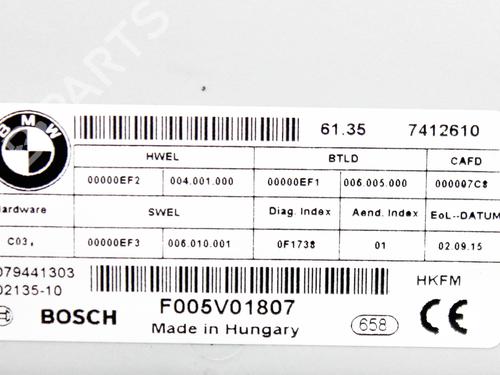 BMW
61.35 7412610
HWEL BTLD CAFD
00000EF2 004.001.000 00000EF1 006.005.000 000007C8
Hardware SWEL Diag. Index Aend. Index EoL--DATUM
C03, 00000EF3 006.010.001 0F1738 01 02.09.15
079441303
02135-10 HKFM
BOSCH F005V01807
Made in Hungary 658 CE
PARTS